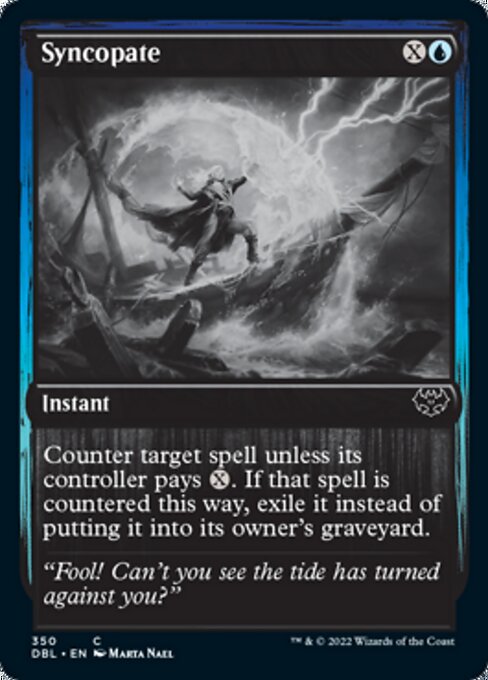 Syncopate X
Instant
Counter target spell unless its
controller pays X. If that spell is
countered this way, exile it instead of
putting it into its owner's graveyard.
"Fool! Can't you see the tide has turned
against you?"
350 C ™ & © 2022 Wizards of the Coast
DBL • EN Marta Nael